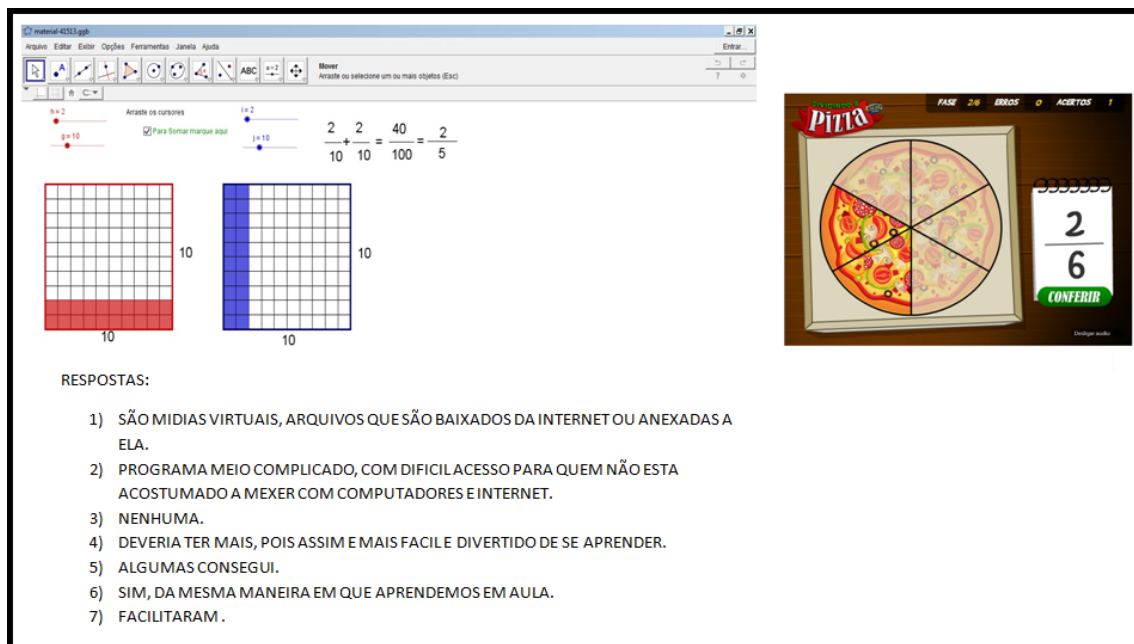 material-41513.ggb
Arquivo Editar Exibir Opções Ferramentas Janela Ajuda Entrar...
ABC a=2 Mover
Arraste ou selecione um ou mais objetos (Esc)
h = 2 Arraste os cursores i = 2
Para Somar marque aqui
g = 10 j = 10
2/10 + 2/10 = 40/100 = 2/5
10
10
10
10
Pizza
FASE 2/6 ERROS 0 ACERTOS 1
2
6
CONFERIR
Desligar audio
RESPOSTAS:
1) SÃO MIDIAS VIRTUAIS, ARQUIVOS QUE SÃO BAIXADOS DA INTERNET OU ANEXADAS A
ELA.
2) PROGRAMA MEIO COMPLICADO, COM DIFICIL ACESSO PARA QUEM NÃO ESTA
ACOSTUMADO A MEXER COM COMPUTADORES E INTERNET.
3) NENHUMA.
4) DEVERIA TER MAIS, POIS ASSIM E MAIS FACIL E DIVERTIDO DE SE APRENDER.
5) ALGUMAS CONSEGUI.
6) SIM, DA MESMA MANEIRA EM QUE APRENDEMOS EM AULA.
7) FACILITARAM .